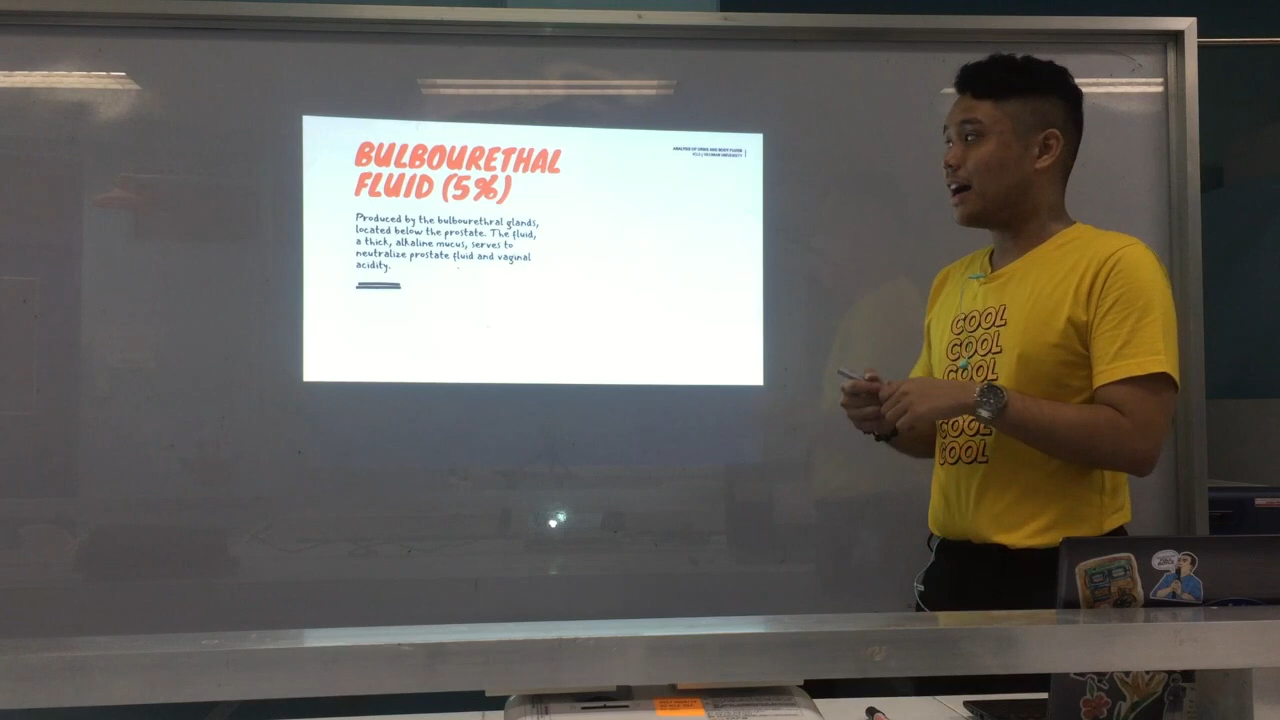 BULBOURETHAL
FLUID (5%)
Produced by the bulbourethral glands,
located below the prostate. The fluid,
a thick, alkaline mucus, serves to
neutralize prostate fluid and vaginal
acidity.
ANALYSIS OF URINE AND BODY FLUIDS
UNIVERSITY
COOL
COOL
COOL
COOL
COOL